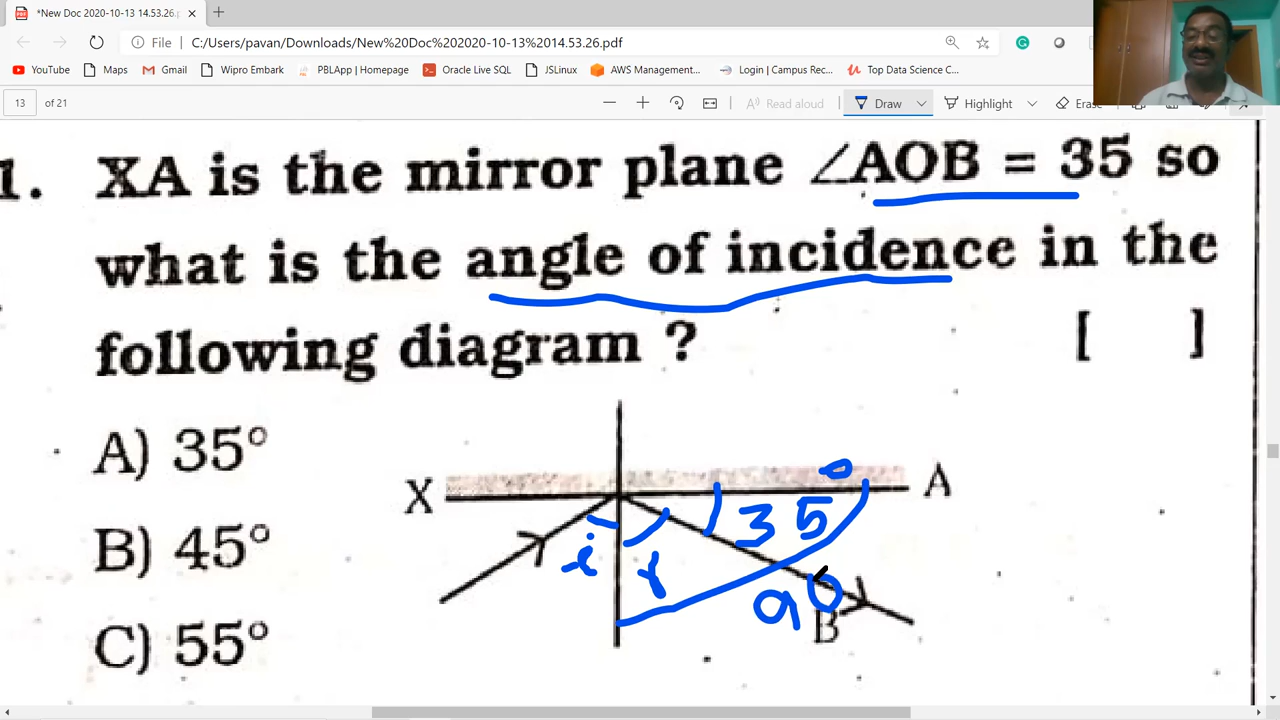 *New Doc 2020-10-13 14.53.26.p
File C:/Users/pavan/Downloads/New%20Doc%202020-10-13%2014.53.26.pdf
YouTube Maps Gmail Wipro Embark PBLApp | Homepage Oracle Live SQL JSLinux AWS Management... Login | Campus Rec... Top Data Science C...
13 of 21 Read aloud Draw Highlight Erase
1. XA is the mirror plane ∠AOB = 35 so
what is the angle of incidence in the
following diagram ? [ ]
A) 35°
B) 45°
C) 55°
X A
35°
i r
90
B